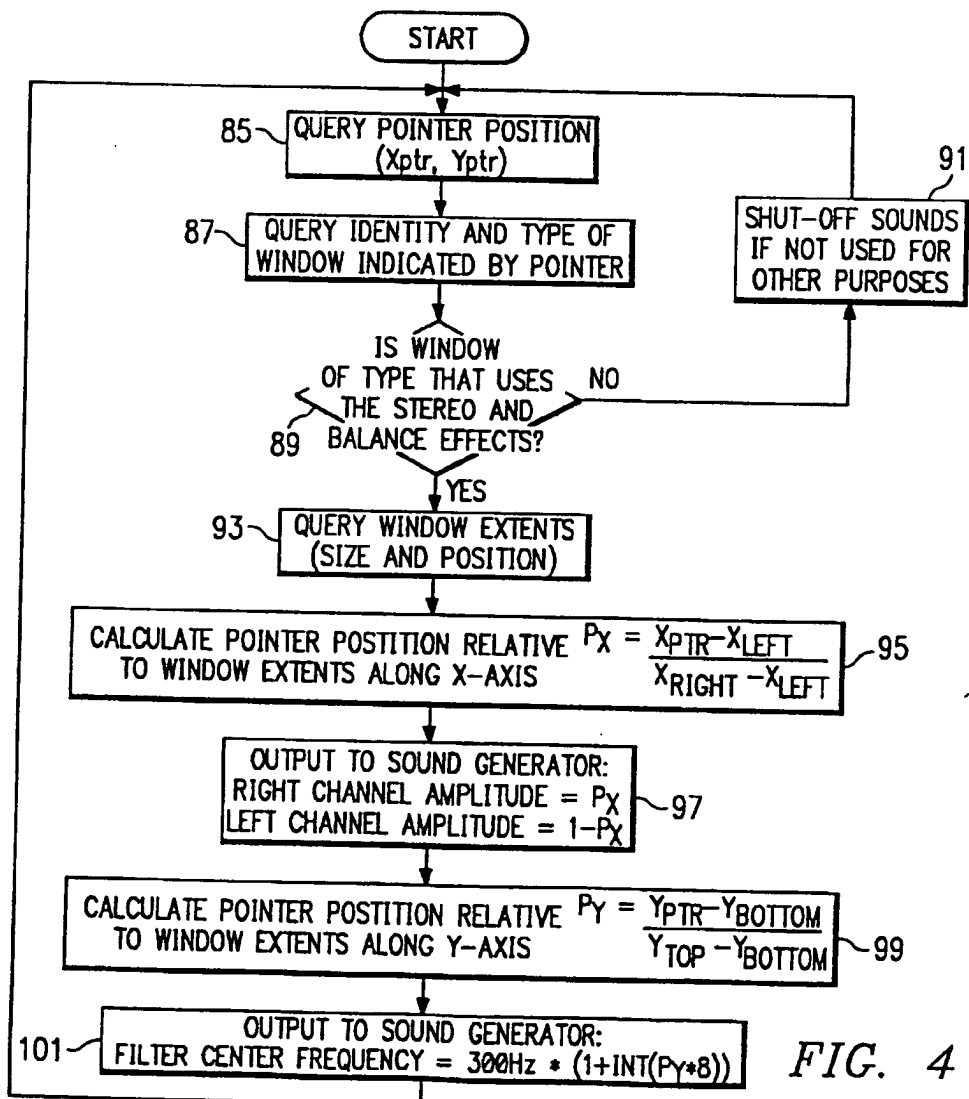 START
85
QUERY POINTER POSITION
(Xptr, Yptr)
87
QUERY IDENTITY AND TYPE OF
WINDOW INDICATED BY POINTER
91
SHUT-OFF SOUNDS
IF NOT USED FOR
OTHER PURPOSES
IS WINDOW
OF TYPE THAT USES
THE STEREO AND
BALANCE EFFECTS?
89
NO
YES
93
QUERY WINDOW EXTENTS
(SIZE AND POSITION)
CALCULATE POINTER POSTITION RELATIVE
TO WINDOW EXTENTS ALONG X-AXIS
PX = XPTR-XLEFT
XRIGHT -XLEFT
95
OUTPUT TO SOUND GENERATOR:
RIGHT CHANNEL AMPLITUDE = PX
LEFT CHANNEL AMPLITUDE = 1-PX
97
CALCULATE POINTER POSTITION RELATIVE
TO WINDOW EXTENTS ALONG Y-AXIS
PY = YPTR-YBOTTOM
YTOP -YBOTTOM
99
101
OUTPUT TO SOUND GENERATOR:
FILTER CENTER FREQUENCY = 300Hz * (1+INT(PY*8))
FIG. 4